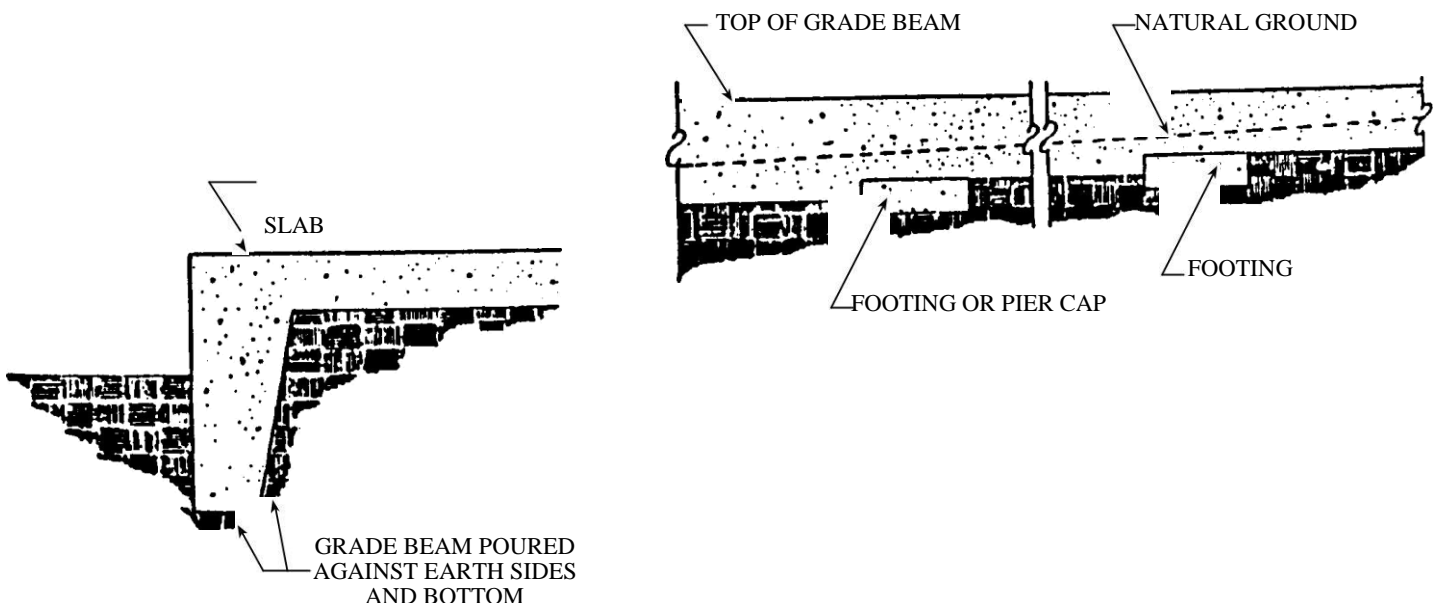 TOP OF GRADE BEAM
NATURAL GROUND
SLAB
FOOTING
FOOTING OR PIER CAP
GRADE BEAM POURED
AGAINST EARTH SIDES
AND BOTTOM